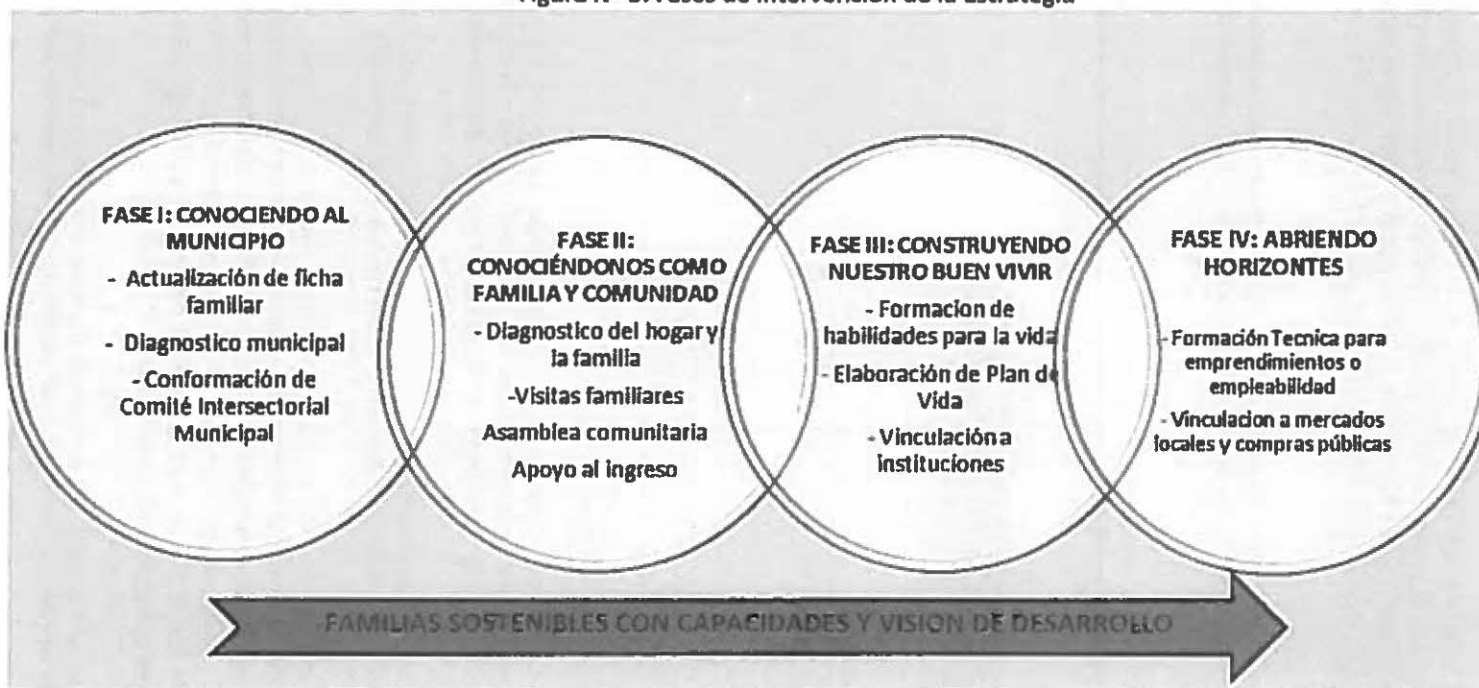 FASE I: CONOCIENDO AL
MUNICIPIO
- Actualización de ficha
familiar
- Diagnostico municipal
- Conformación de
Comité Intersectorial
Municipal
FASE II:
CONOCIÉNDONOS COMO
FAMILIA Y COMUNIDAD
- Diagnostico del hogar y
la familia
-Visitas familiares
Asamblea comunitaria
Apoyo al ingreso
FASE III: CONSTRUYENDO
NUESTRO BUEN VIVIR
- Formacion de
habilidades para la vida
- Elaboración de Plan de
Vida
- Vinculación a
instituciones
FASE IV: ABRIENDO
HORIZONTES
- Formación Tecnica para
emprendimientos o
empleabilidad
- Vinculacion a mercados
locales y compras públicas
FAMILIAS SOSTENIBLES CON CAPACIDADES Y VISION DE DESARROLLO